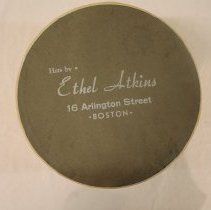 Hats by •
Ethel Atkins
16 Arlington Street
-BOSTON-